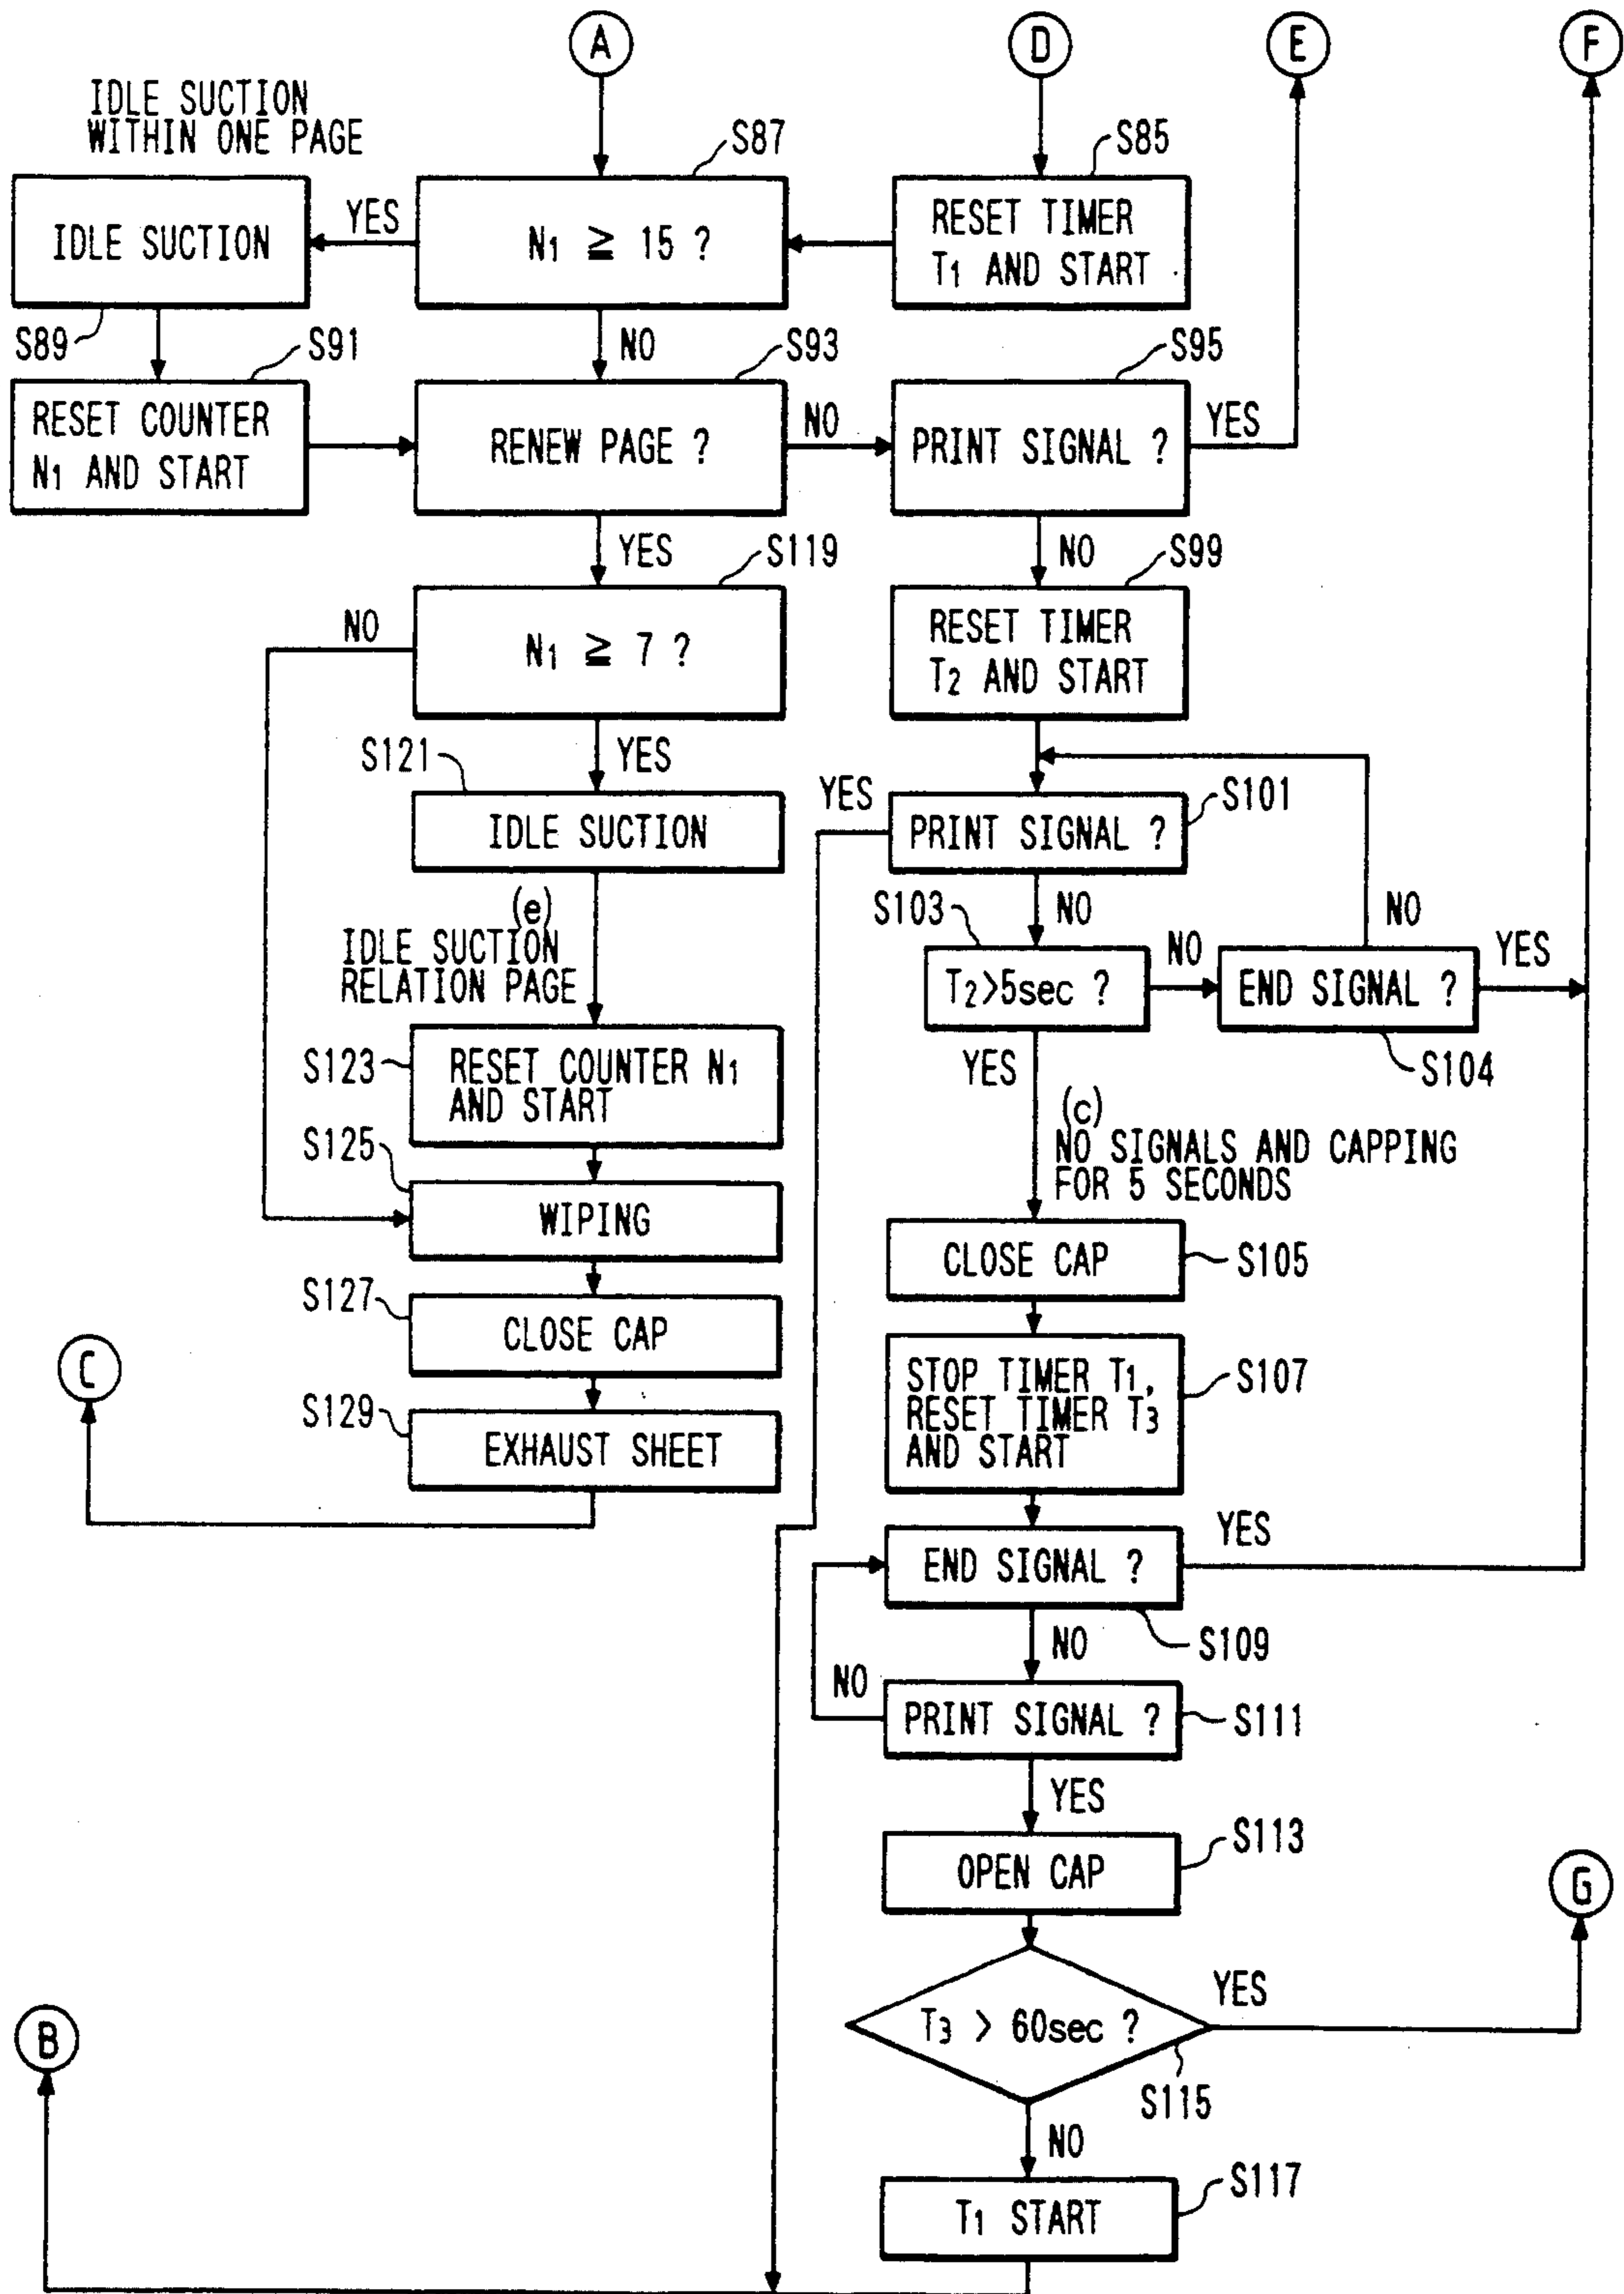 A
D
E
F
IDLE SUCTION
WITHIN ONE PAGE
S87
S85
IDLE SUCTION
YES
N1 ≧ 15 ?
RESET TIMER
T1 AND START
S89
S91
NO
S93
S95
RESET COUNTER
N1 AND START
RENEW PAGE ?
NO
PRINT SIGNAL ?
YES
YES
S119
NO
S99
NO
N1 ≧ 7 ?
RESET TIMER
T2 AND START
S121
YES
YES
S101
IDLE SUCTION
PRINT SIGNAL ?
(e)
IDLE SUCTION
RELATION PAGE
S103
NO
NO
T2>5sec ?
NO
END SIGNAL ?
YES
S104
S123
RESET COUNTER N1
AND START
YES
(c)
NO SIGNALS AND CAPPING
FOR 5 SECONDS
S125
WIPING
CLOSE CAP
S105
S127
CLOSE CAP
C
STOP TIMER T1,
RESET TIMER T3
AND START
S107
S129
EXHAUST SHEET
END SIGNAL ?
YES
S109
NO
NO
PRINT SIGNAL ?
S111
YES
S113
OPEN CAP
G
T3 > 60sec ?
YES
S115
B
NO
S117
T1 START